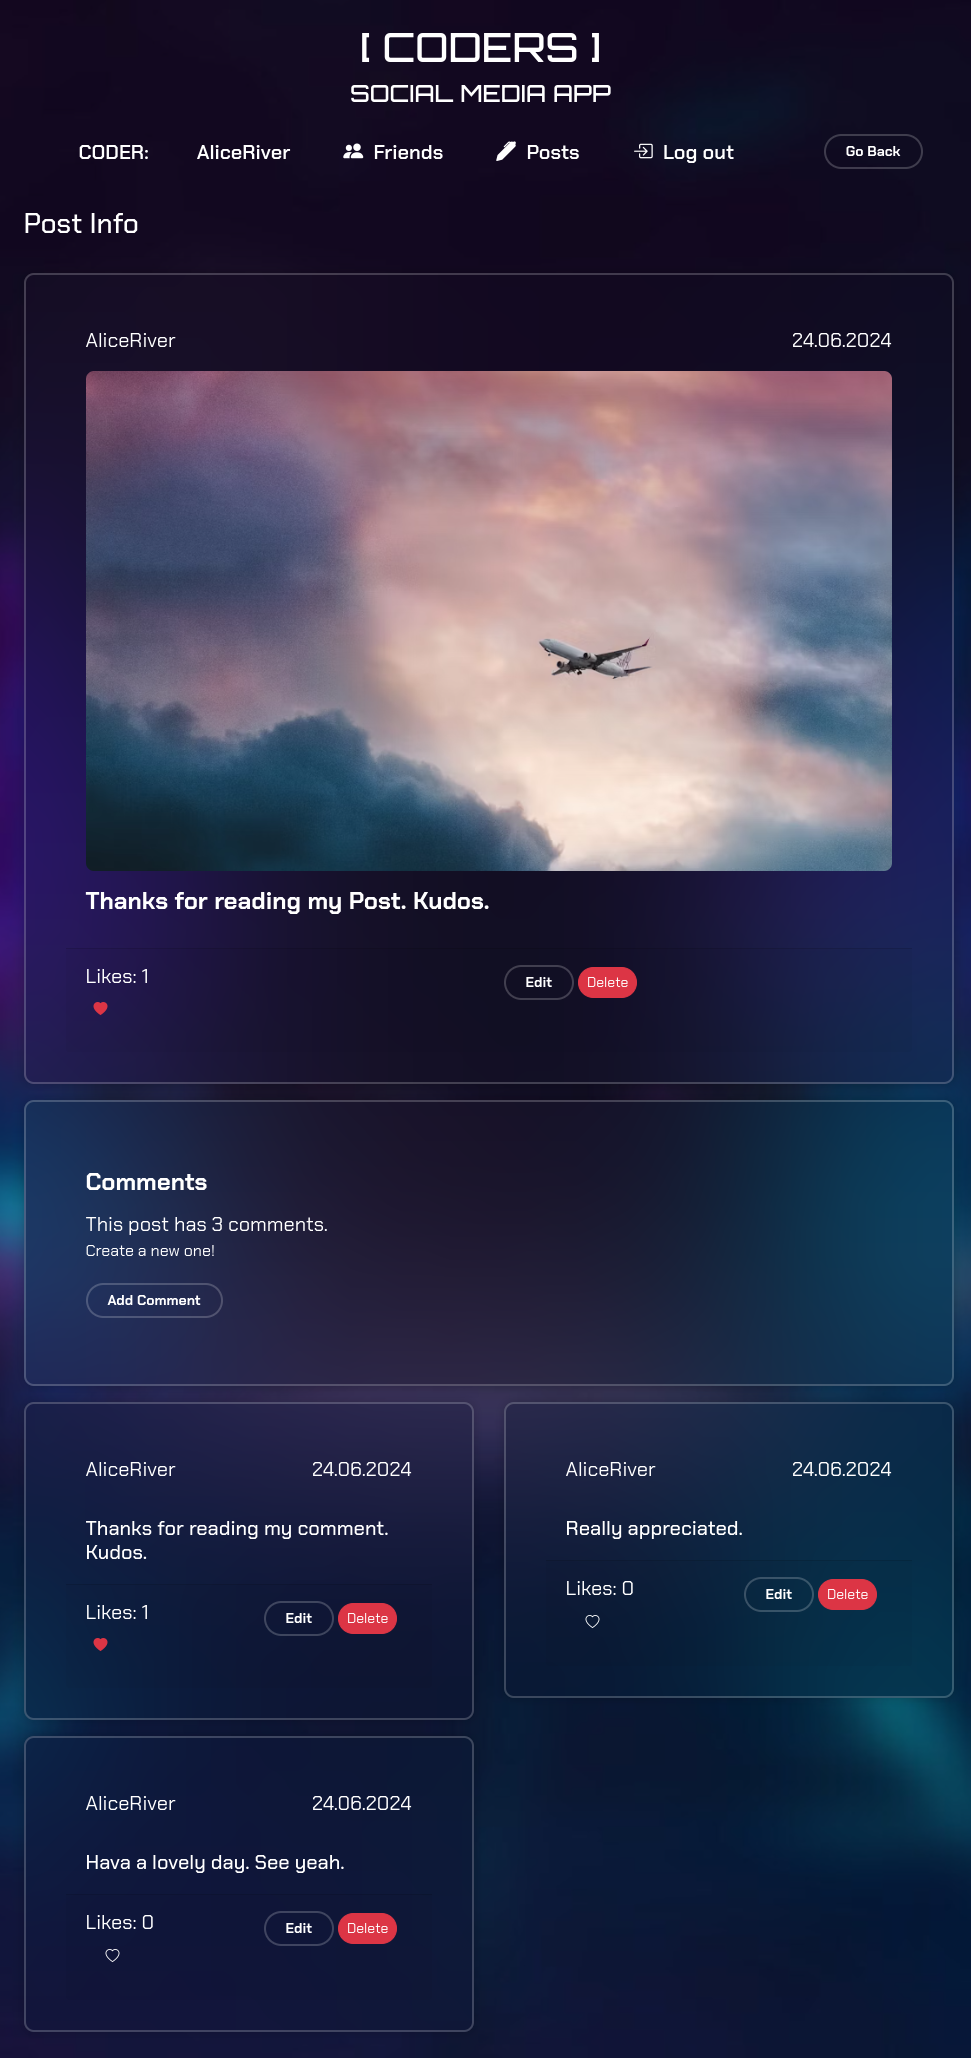 [ CODERS ]
SOCIAL MEDIA APP
CODER: AliceRiver Friends Posts Log out Go Back
Post Info
AliceRiver 24.06.2024
Thanks for reading my Post. Kudos.
Likes: 1 Edit Delete
Comments
This post has 3 comments.
Create a new one!
Add Comment
AliceRiver 24.06.2024
Thanks for reading my comment.
Kudos.
Likes: 1 Edit Delete
AliceRiver 24.06.2024
Really appreciated.
Likes: 0 Edit Delete
AliceRiver 24.06.2024
Hava a lovely day. See yeah.
Likes: 0 Edit Delete